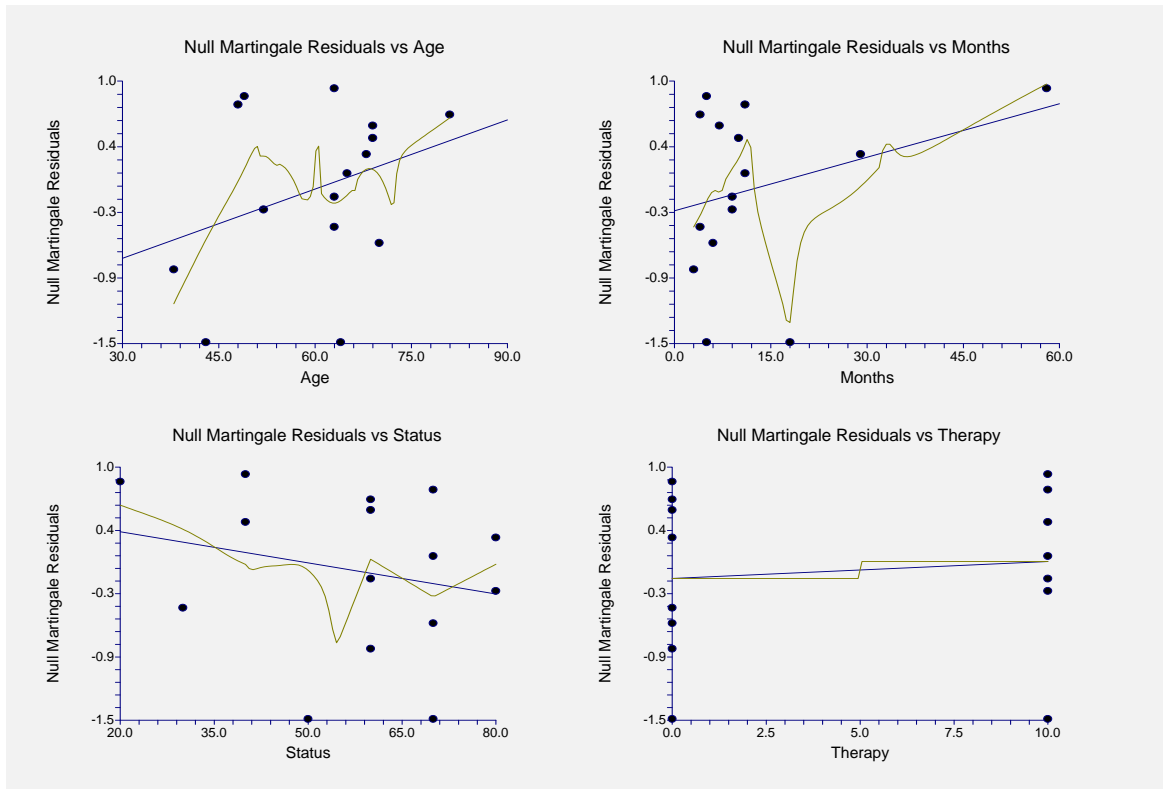 Null Martingale Residuals vs Age
Null Martingale Residuals
1.0
0.4
-0.3
-0.9
-1.5
30.0 45.0 60.0 75.0 90.0
Age
Null Martingale Residuals vs Months
Null Martingale Residuals
1.0
0.4
-0.3
-0.9
-1.5
0.0 15.0 30.0 45.0 60.0
Months
Null Martingale Residuals vs Status
Null Martingale Residuals
1.0
0.4
-0.3
-0.9
-1.5
20.0 35.0 50.0 65.0 80.0
Status
Null Martingale Residuals vs Therapy
Null Martingale Residuals
1.0
0.4
-0.3
-0.9
-1.5
0.0 2.5 5.0 7.5 10.0
Therapy